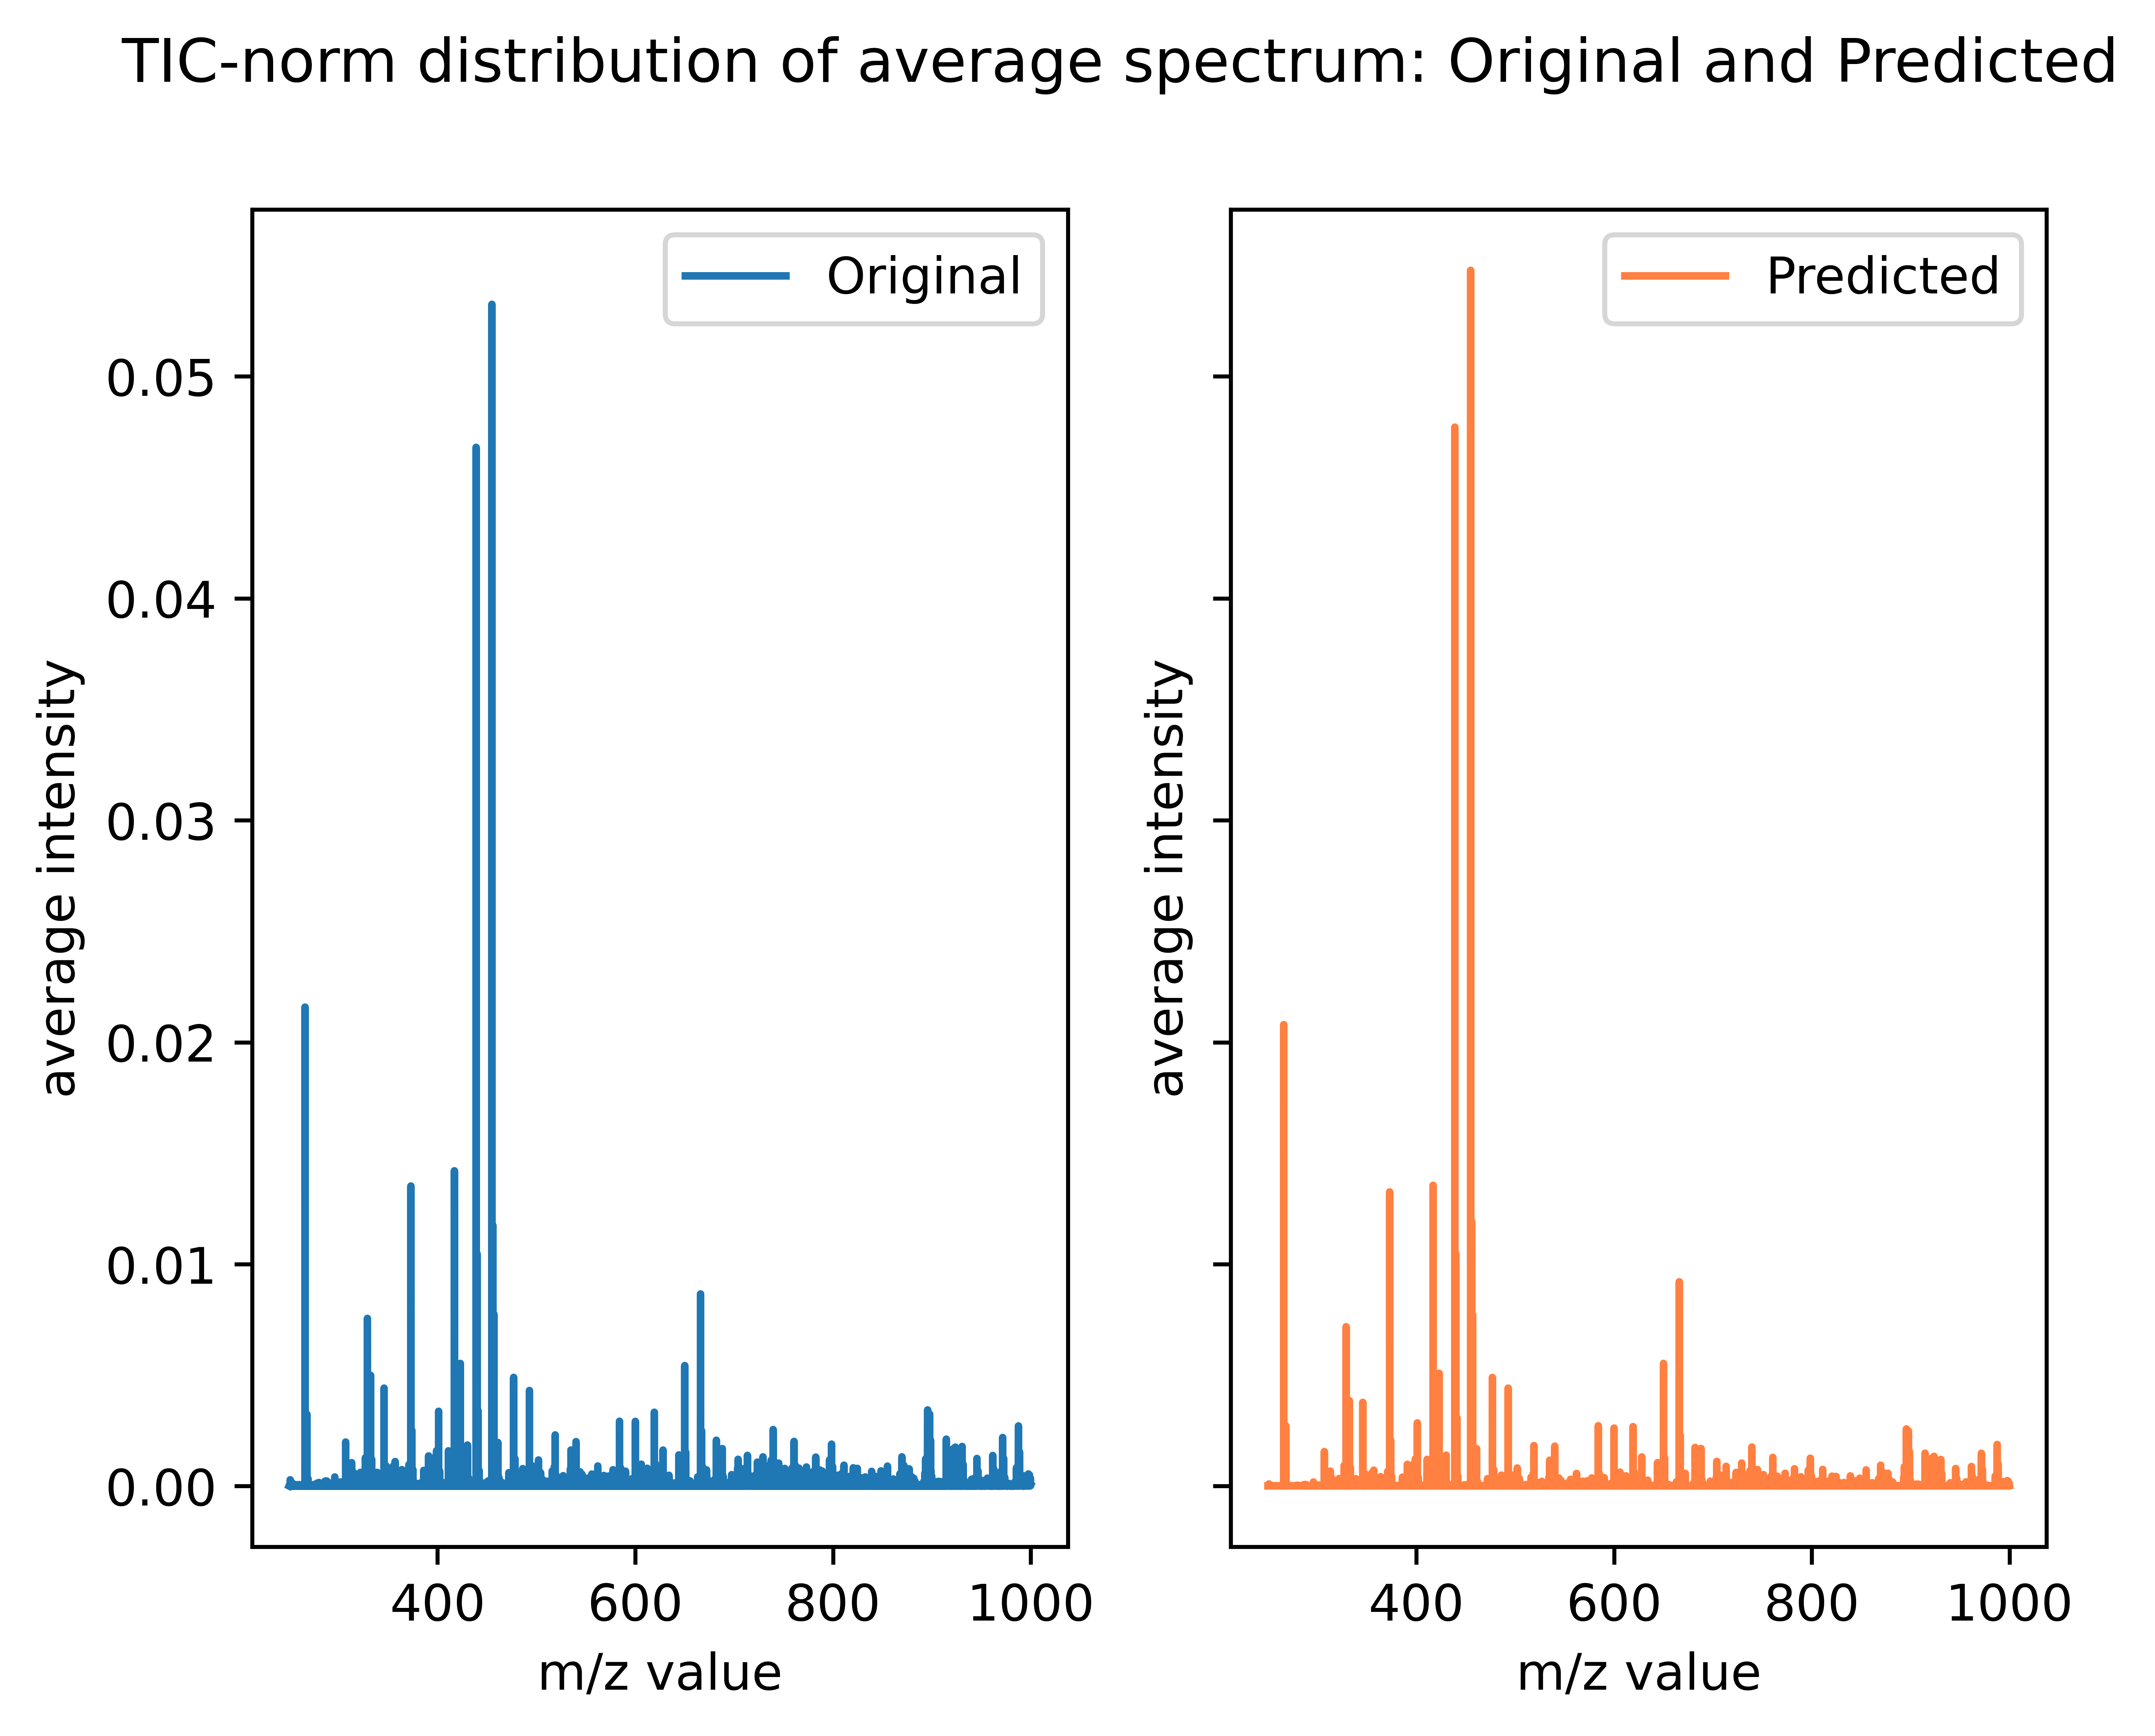 TIC-norm distribution of average spectrum: Original and Predicted
Original
0.05
0.04
0.03
0.02
0.01
0.00
average intensity
400 600 800 1000
m/z value
Predicted
average intensity
400 600 800 1000
m/z value